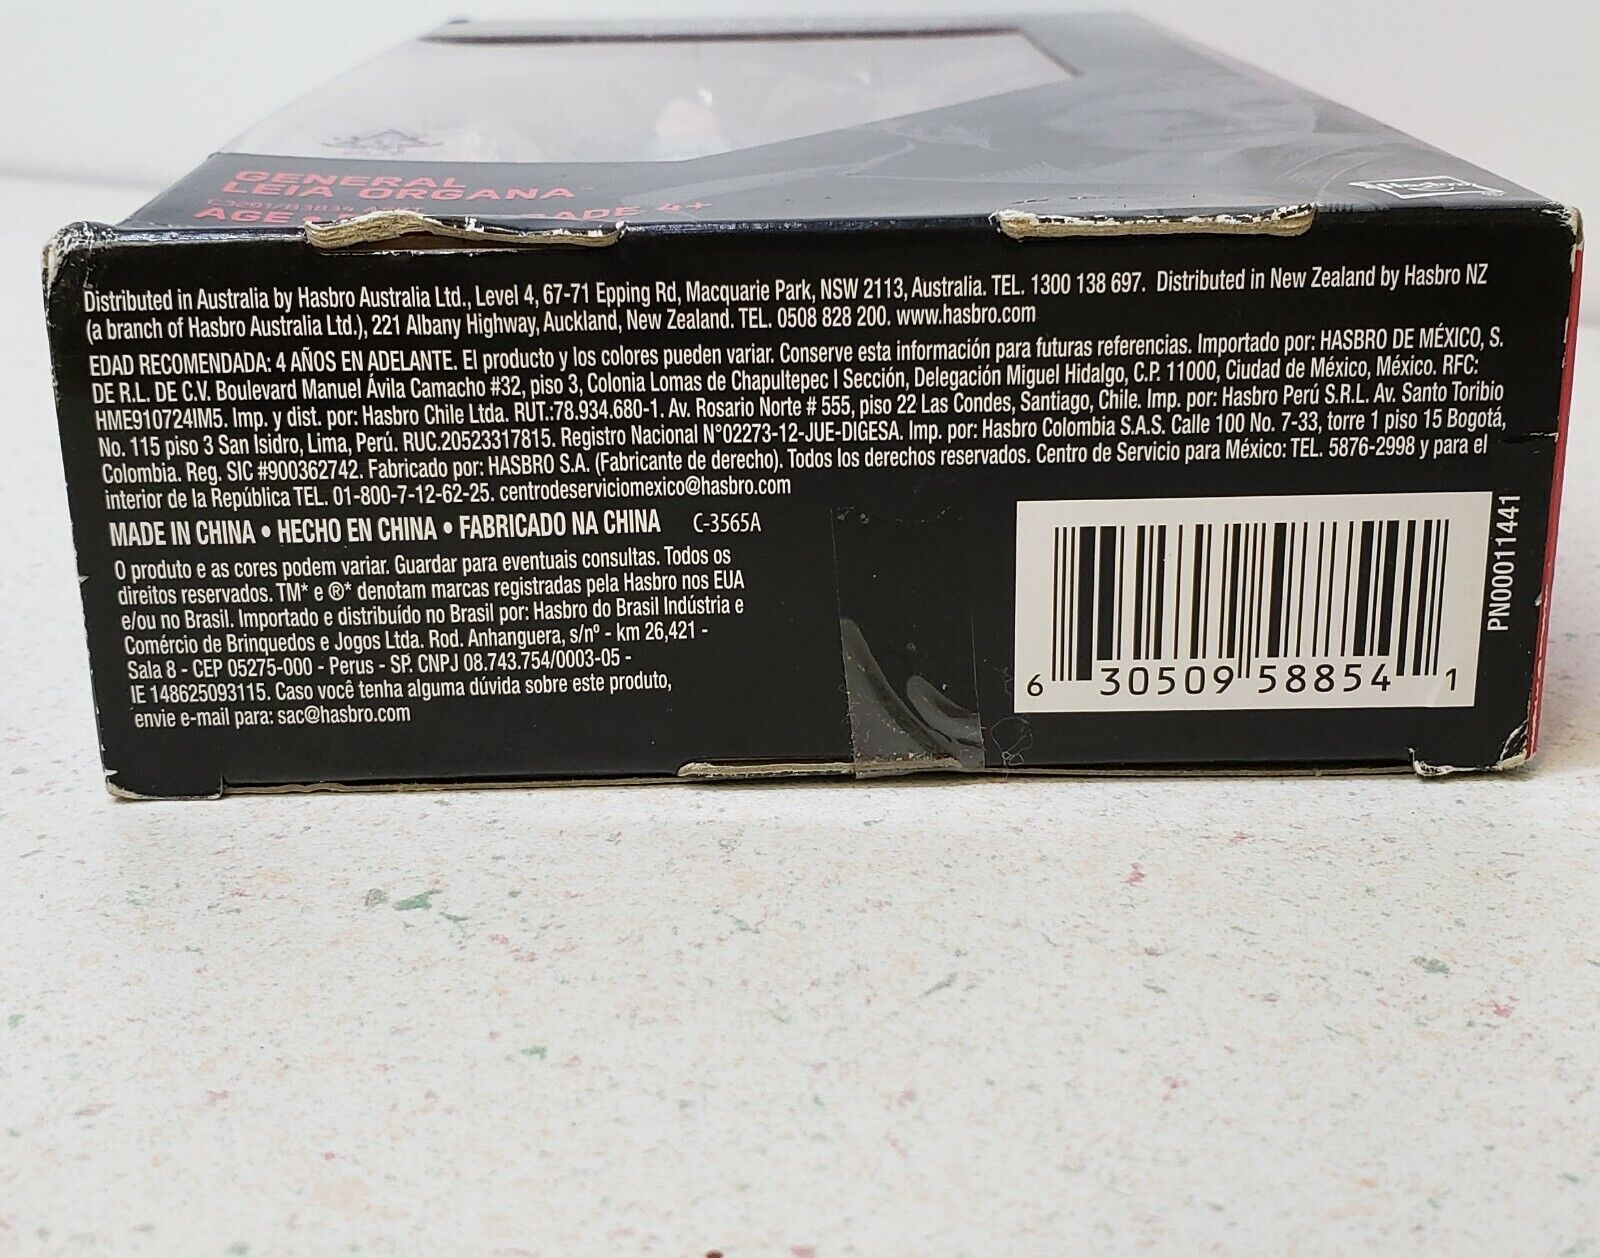 GENERAL
LEIA ORGANA™
C3291/B3834 ASMT
AGE 4+
Hasbro
Distributed in Australia by Hasbro Australia Ltd., Level 4, 67-71 Epping Rd, Macquarie Park, NSW 2113, Australia. TEL. 1300 138 697. Distributed in New Zealand by Hasbro NZ
(a branch of Hasbro Australia Ltd.), 221 Albany Highway, Auckland, New Zealand. TEL. 0508 828 200. www.hasbro.com
EDAD RECOMENDADA: 4 AÑOS EN ADELANTE. El producto y los colores pueden variar. Conserve esta información para futuras referencias. Importado por: HASBRO DE MÉXICO, S.
DE R.L. DE C.V. Boulevard Manuel Ávila Camacho #32, piso 3, Colonia Lomas de Chapultepec I Sección, Delegación Miguel Hidalgo, C.P. 11000, Ciudad de México, México. RFC:
HME910724IM5. Imp. y dist. por: Hasbro Chile Ltda. RUT.:78.934.680-1. Av. Rosario Norte # 555, piso 22 Las Condes, Santiago, Chile. Imp. por: Hasbro Perú S.R.L. Av. Santo Toribio
No. 115 piso 3 San Isidro, Lima, Perú. RUC.20523317815. Registro Nacional N°02273-12-JUE-DIGESA. Imp. por: Hasbro Colombia S.A.S. Calle 100 No. 7-33, torre 1 piso 15 Bogotá,
Colombia. Reg. SIC #900362742. Fabricado por: HASBRO S.A. (Fabricante de derecho). Todos los derechos reservados. Centro de Servicio para México: TEL. 5876-2998 y para el
interior de la República TEL. 01-800-7-12-62-25. centrodeserviciomexico@hasbro.com
MADE IN CHINA • HECHO EN CHINA • FABRICADO NA CHINA C-3565A
O produto e as cores podem variar. Guardar para eventuais consultas. Todos os
direitos reservados. TM* e ®* denotam marcas registradas pela Hasbro nos EUA
e/ou no Brasil. Importado e distribuído no Brasil por: Hasbro do Brasil Indústria e
Comércio de Brinquedos e Jogos Ltda. Rod. Anhanguera, s/nº - km 26,421 -
Sala 8 - CEP 05275-000 - Perus - SP. CNPJ 08.743.754/0003-05 -
IE 148625093115. Caso você tenha alguma dúvida sobre este produto,
envie e-mail para: sac@hasbro.com
6 30509 58854 1
PN00011441